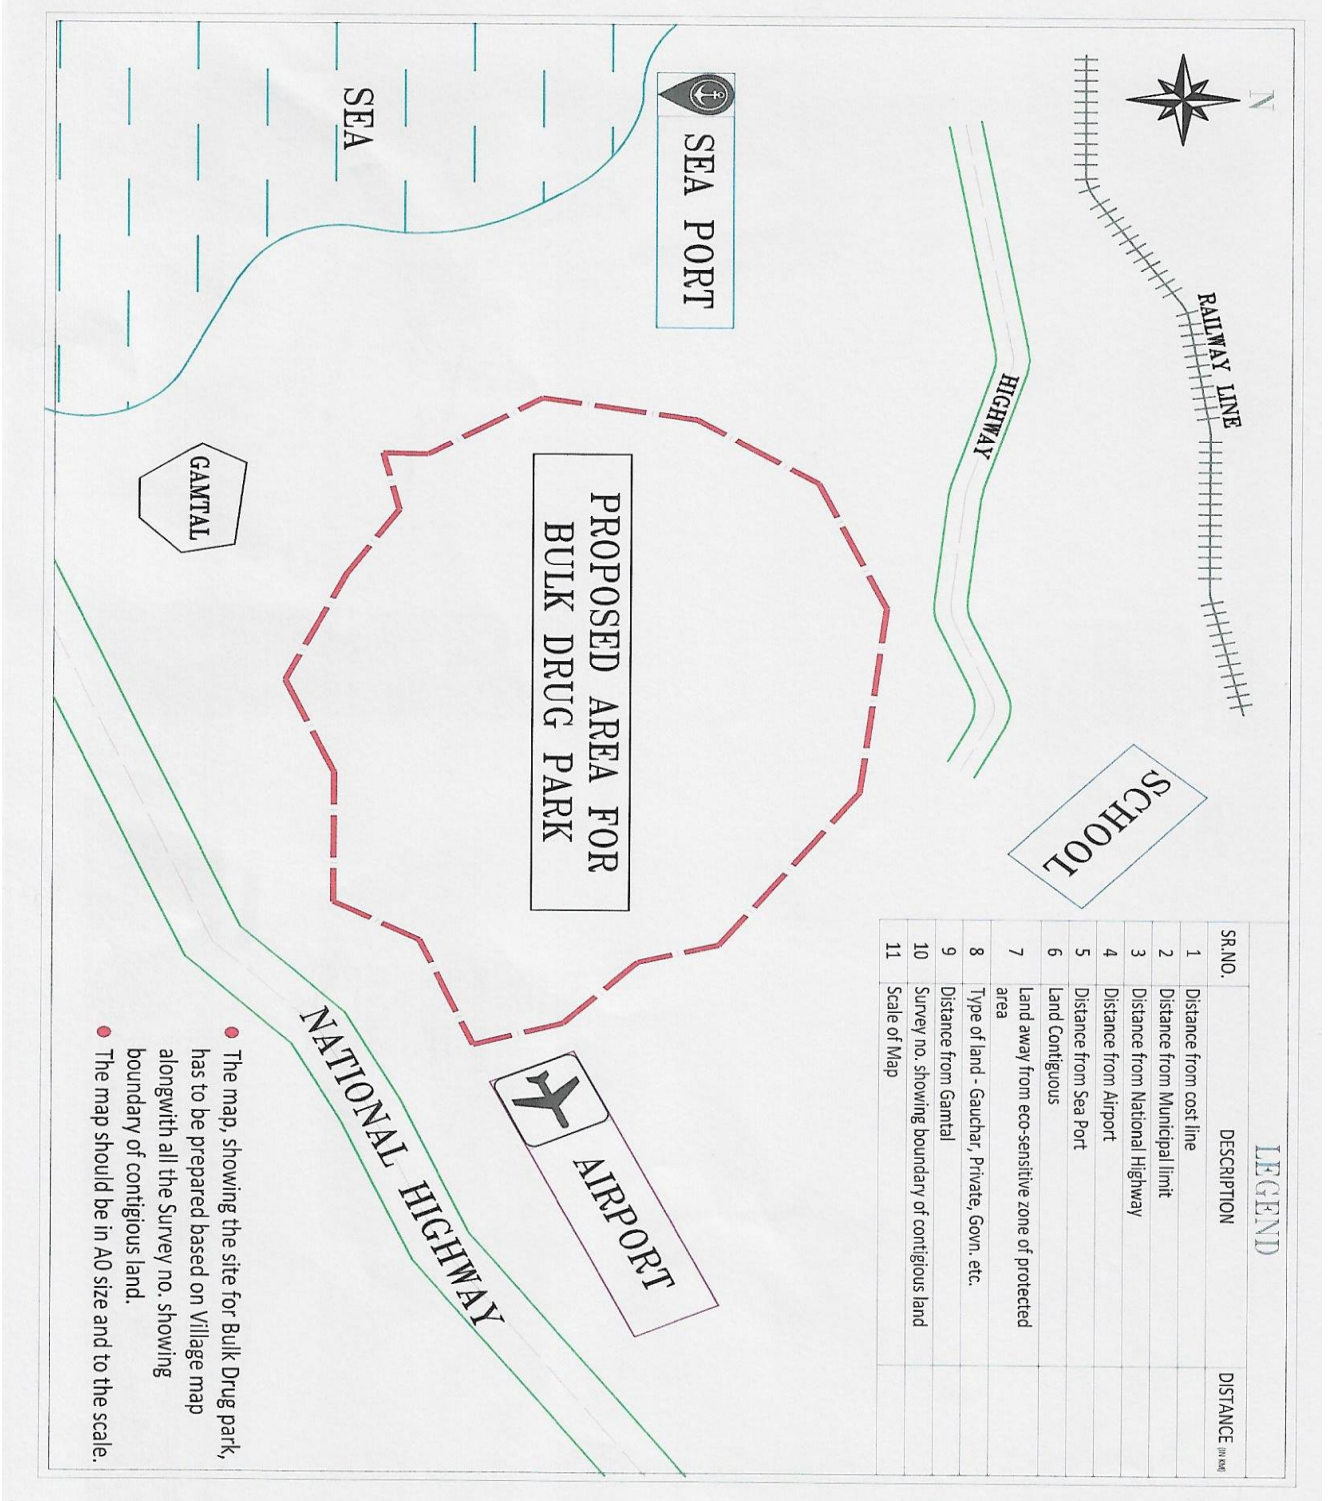 N
RAILWAY LINE
HIGHWAY
SEA PORT
SEA
SCHOOL
PROPOSED AREA FOR
BULK DRUG PARK
GAMTAL
AIRPORT
NATIONAL HIGHWAY
LEGEND
SR.NO. DESCRIPTION DISTANCE (IN KM)
1 Distance from cost line
2 Distance from Municipal limit
3 Distance from National Highway
4 Distance from Airport
5 Distance from Sea Port
6 Land Contiguous
7 Land away from eco-sensitive zone of protected
area
8 Type of land - Gauchar, Private, Govn. etc.
9 Distance from Gamtal
10 Survey no. showing boundary of contigious land
11 Scale of Map
The map, showing the site for Bulk Drug park,
has to be prepared based on Village map
alongwith all the Survey no. showing
boundary of contigious land.
The map should be in A0 size and to the scale.